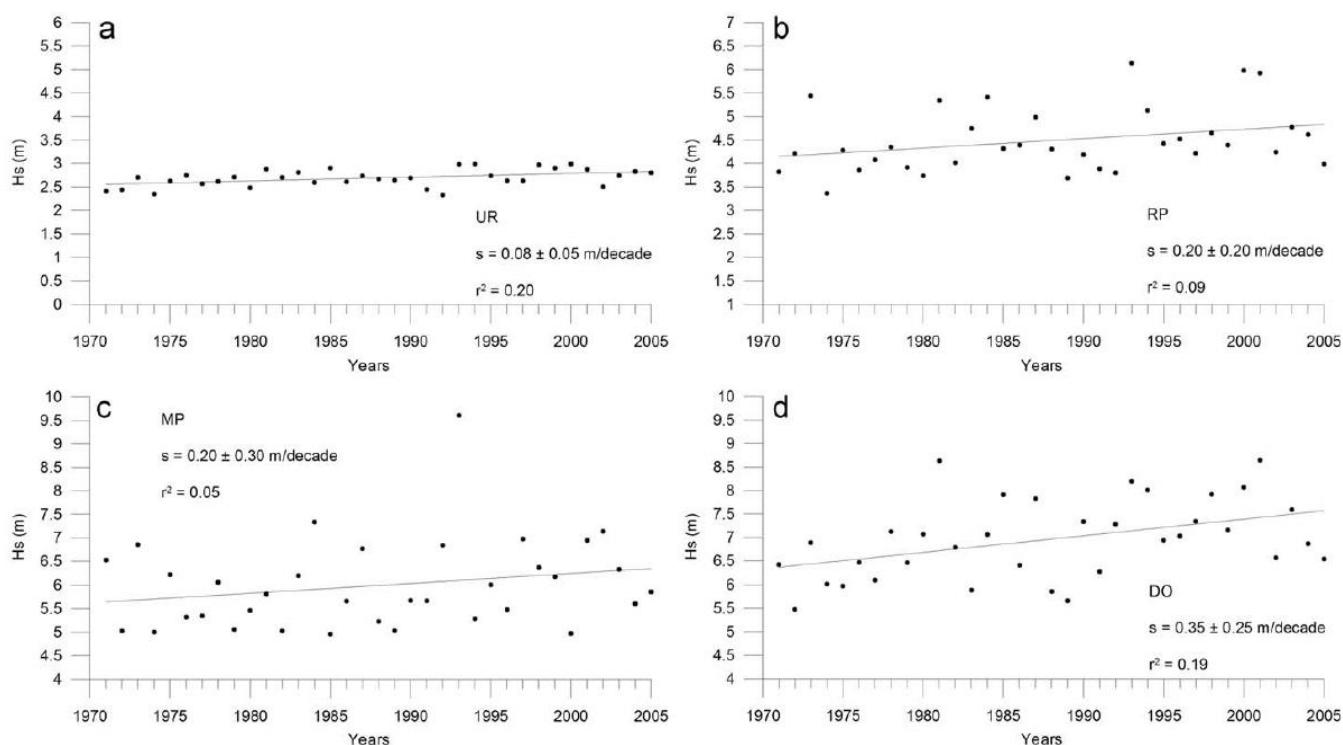 a
6
5.5
5
4.5
4
3.5
3
2.5
2
1.5
1
0.5
0
Hs (m)
UR
s = 0.08 ± 0.05 m/decade
r² = 0.20
1970 1975 1980 1985 1990 1995 2000 2005
Years
b
7
6.5
6
5.5
5
4.5
4
3.5
3
2.5
2
1.5
1
Hs (m)
RP
s = 0.20 ± 0.20 m/decade
r² = 0.09
1970 1975 1980 1985 1990 1995 2000 2005
Years
c
10
9.5
9
8.5
8
7.5
7
6.5
6
5.5
5
4.5
4
Hs (m)
MP
s = 0.20 ± 0.30 m/decade
r² = 0.05
1970 1975 1980 1985 1990 1995 2000 2005
Years
d
10
9.5
9
8.5
8
7.5
7
6.5
6
5.5
5
4.5
4
Hs (m)
DO
s = 0.35 ± 0.25 m/decade
r² = 0.19
1970 1975 1980 1985 1990 1995 2000 2005
Years